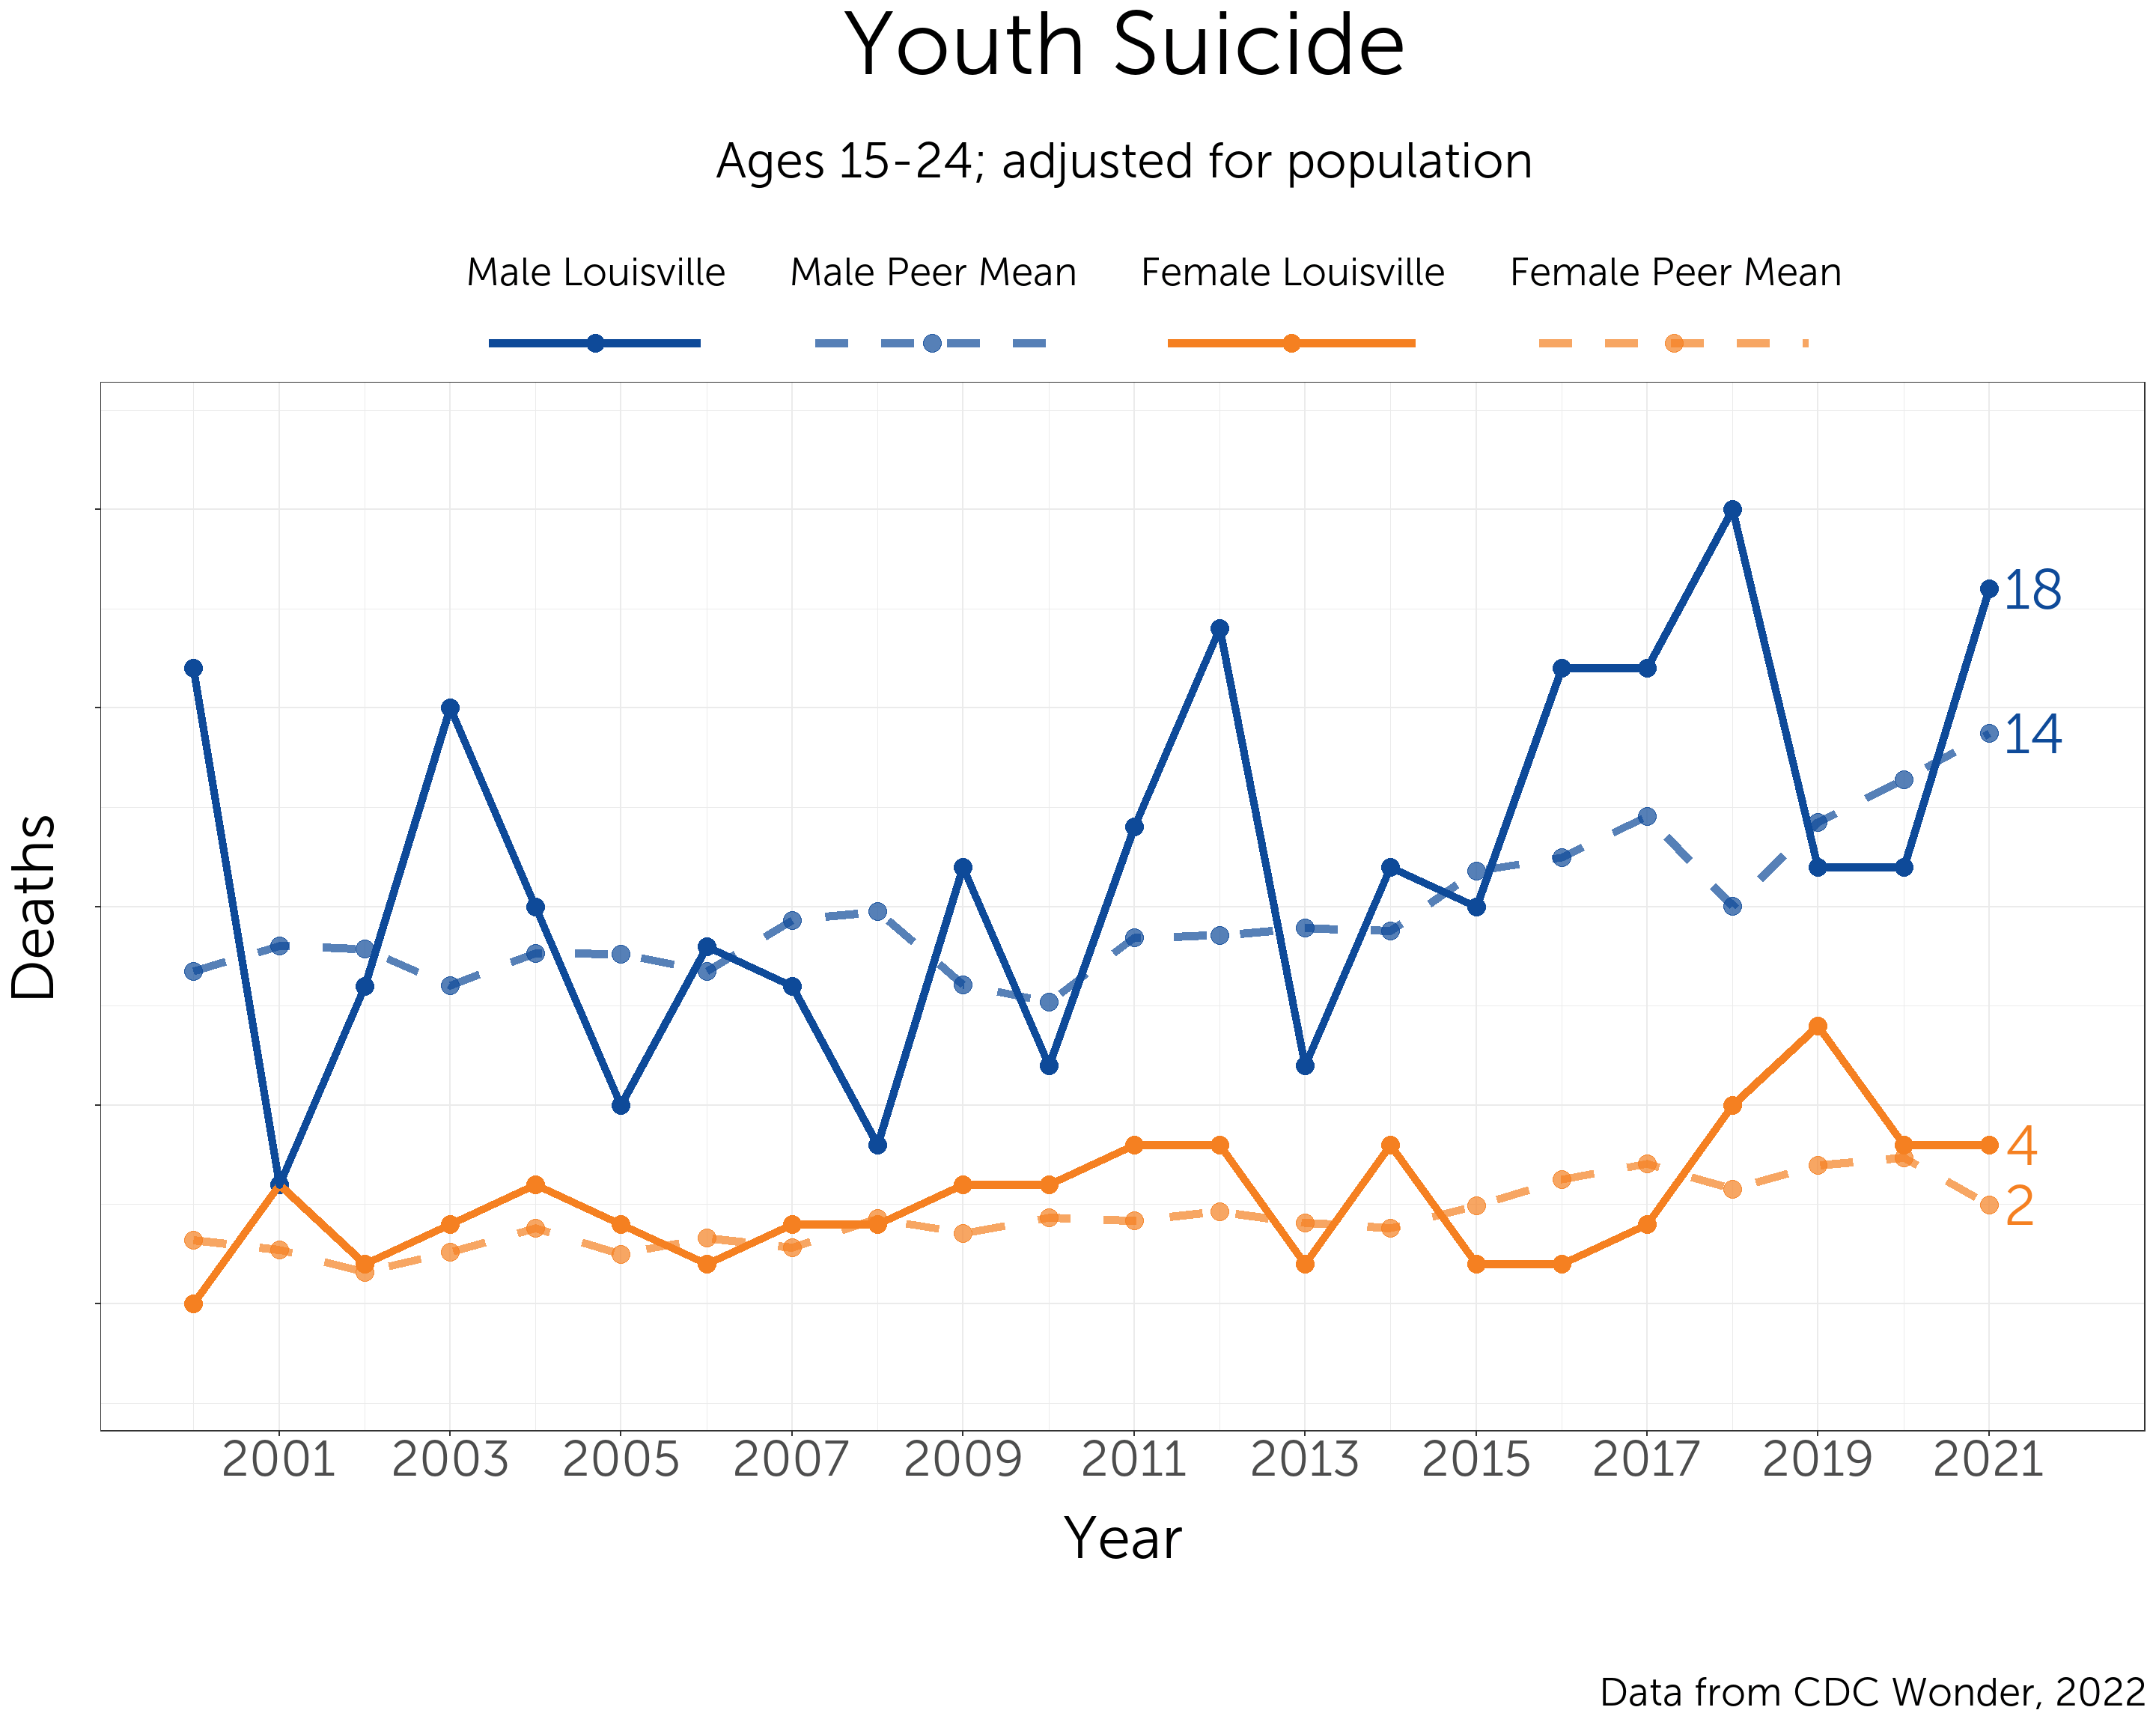 Youth Suicide
Ages 15-24; adjusted for population
Male Louisville Male Peer Mean Female Louisville Female Peer Mean
Deaths
18
14
4
2
2001 2003 2005 2007 2009 2011 2013 2015 2017 2019 2021
Year
Data from CDC Wonder, 2022